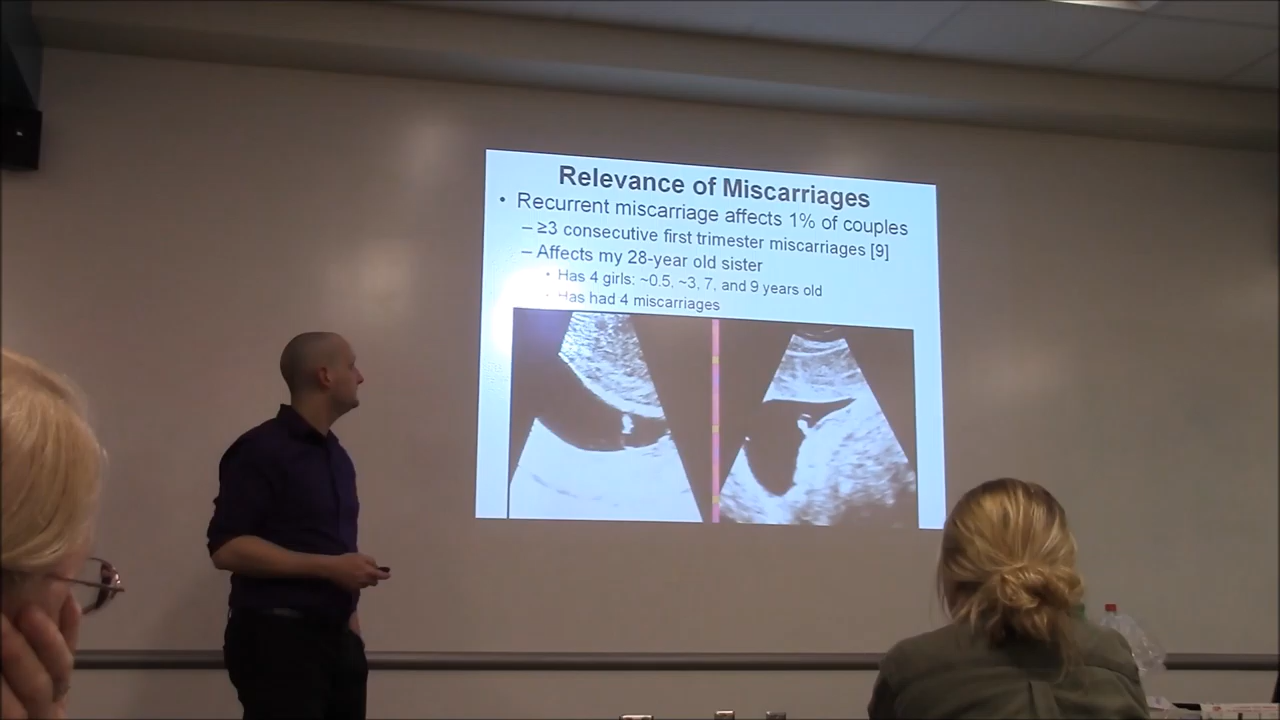 Relevance of Miscarriages
• Recurrent miscarriage affects 1% of couples
– ≥3 consecutive first trimester miscarriages [9]
– Affects my 28-year old sister
• Has 4 girls: ~0.5, ~3, 7, and 9 years old
• Has had 4 miscarriages